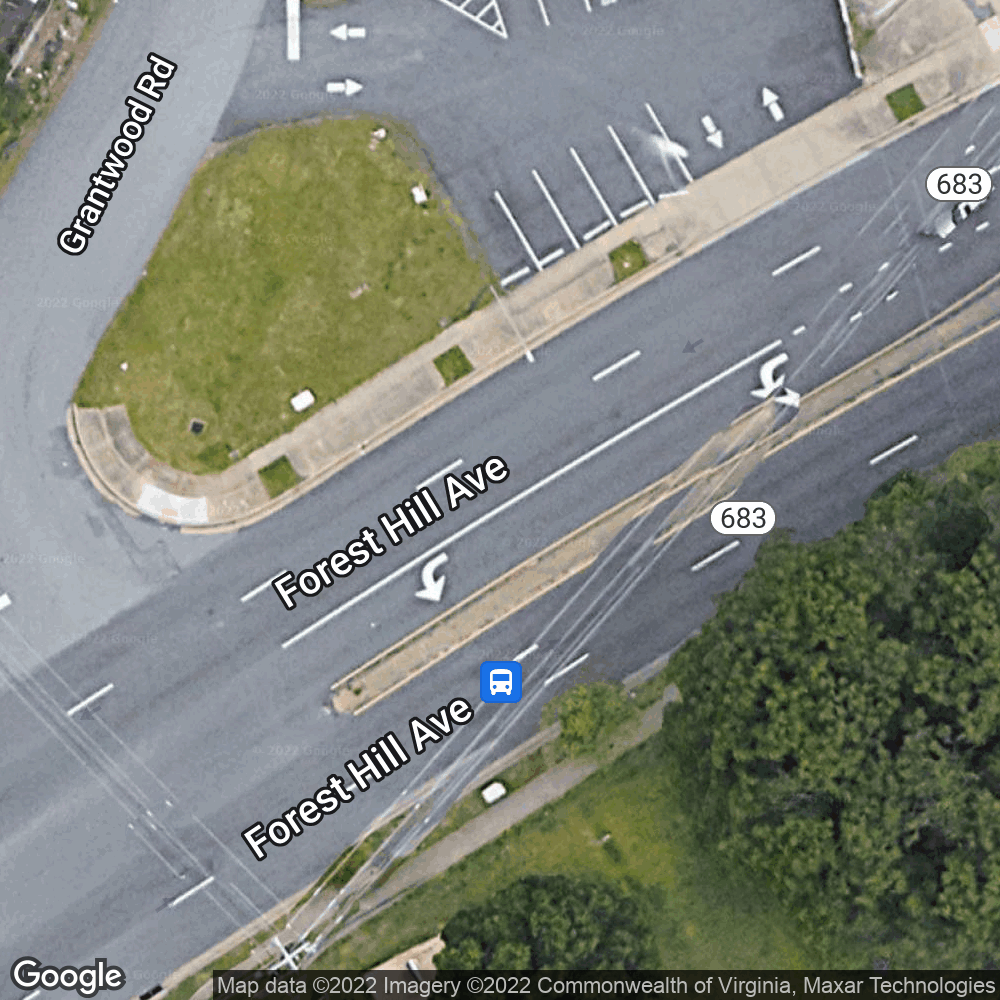 Grantwood Rd
683
Forest Hill Ave
683
Forest Hill Ave
Google
Map data ©2022 Imagery ©2022 Commonwealth of Virginia, Maxar Technologies